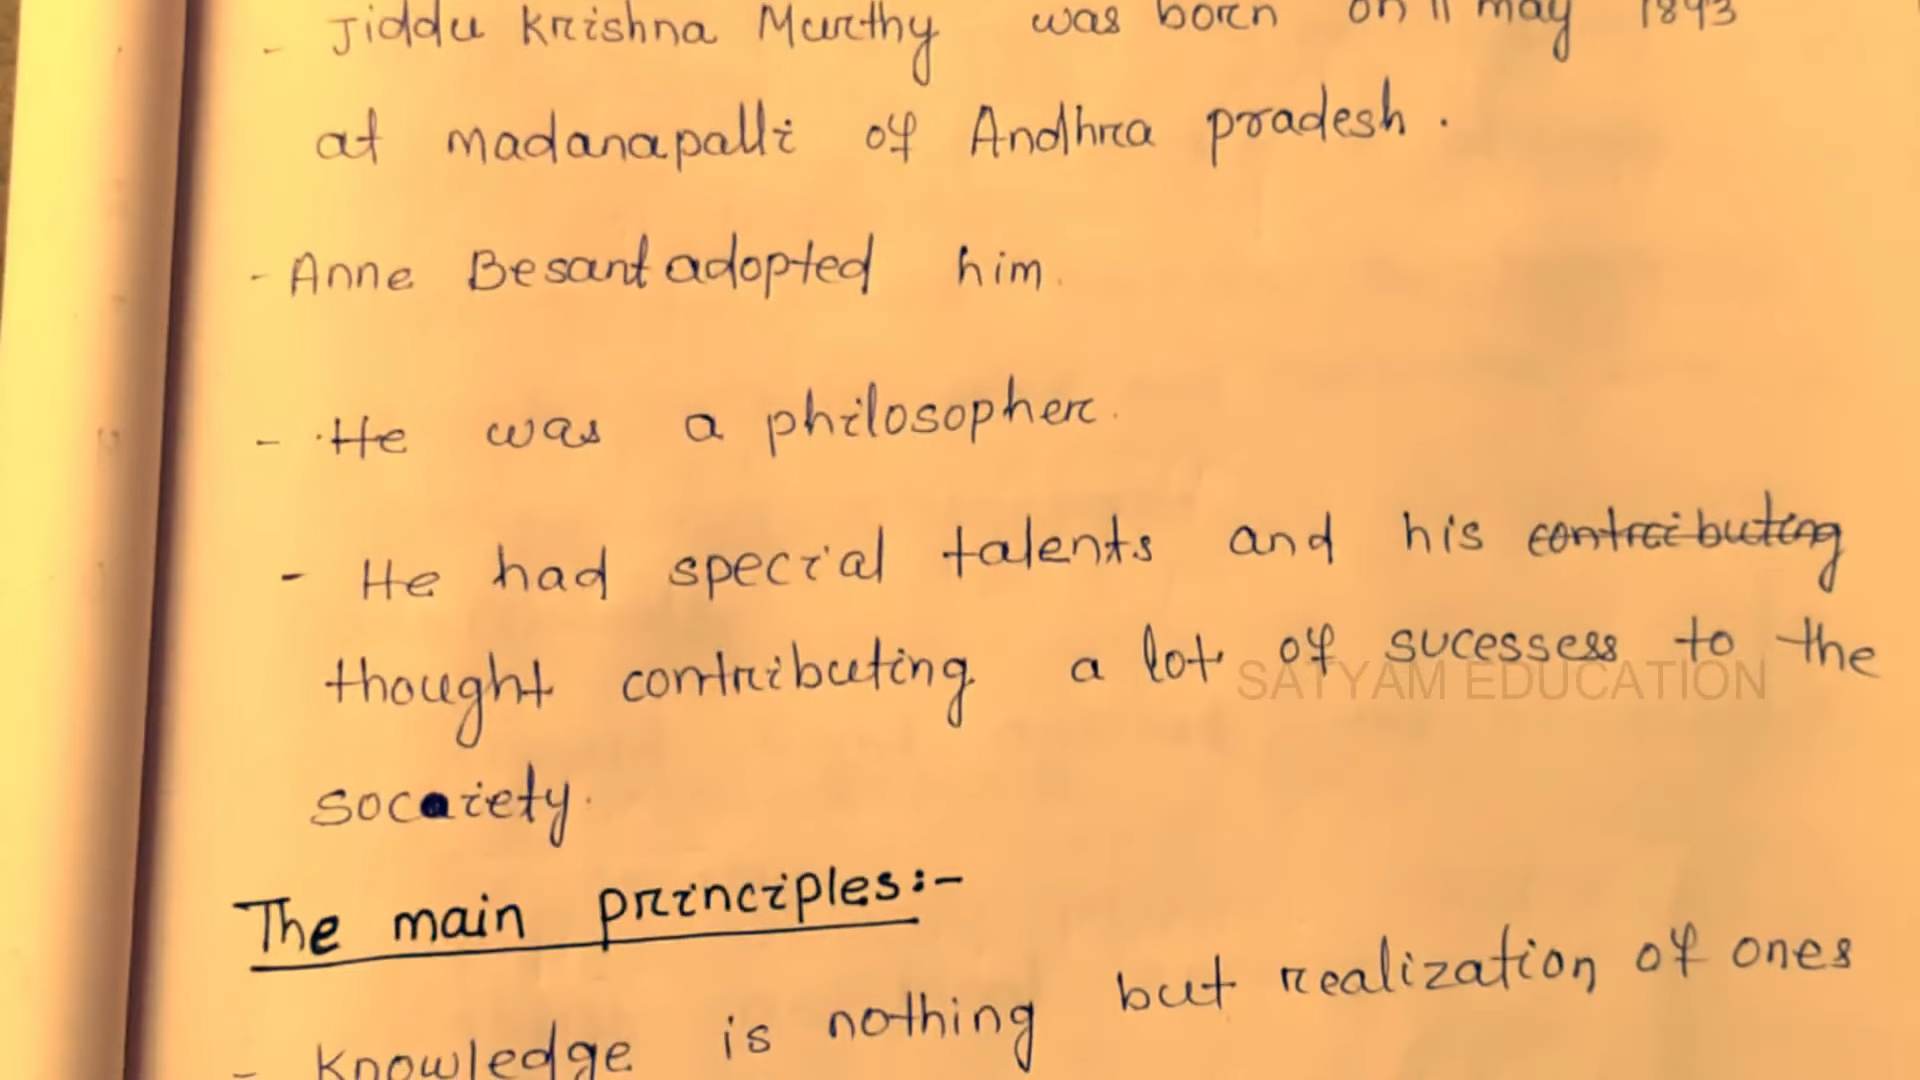 - Jiddu Krishna Murthy was born on 11 may 1893
at madanapalli of Andhra pradesh.
- Anne Besant adopted him.
- He was a philosopher.
- He had special talents and his contributing
thought contributing a lot of sucessess to the
SATYAM EDUCATION
socaiety.
The main principles:-
- Knowledge is nothing but realization of ones